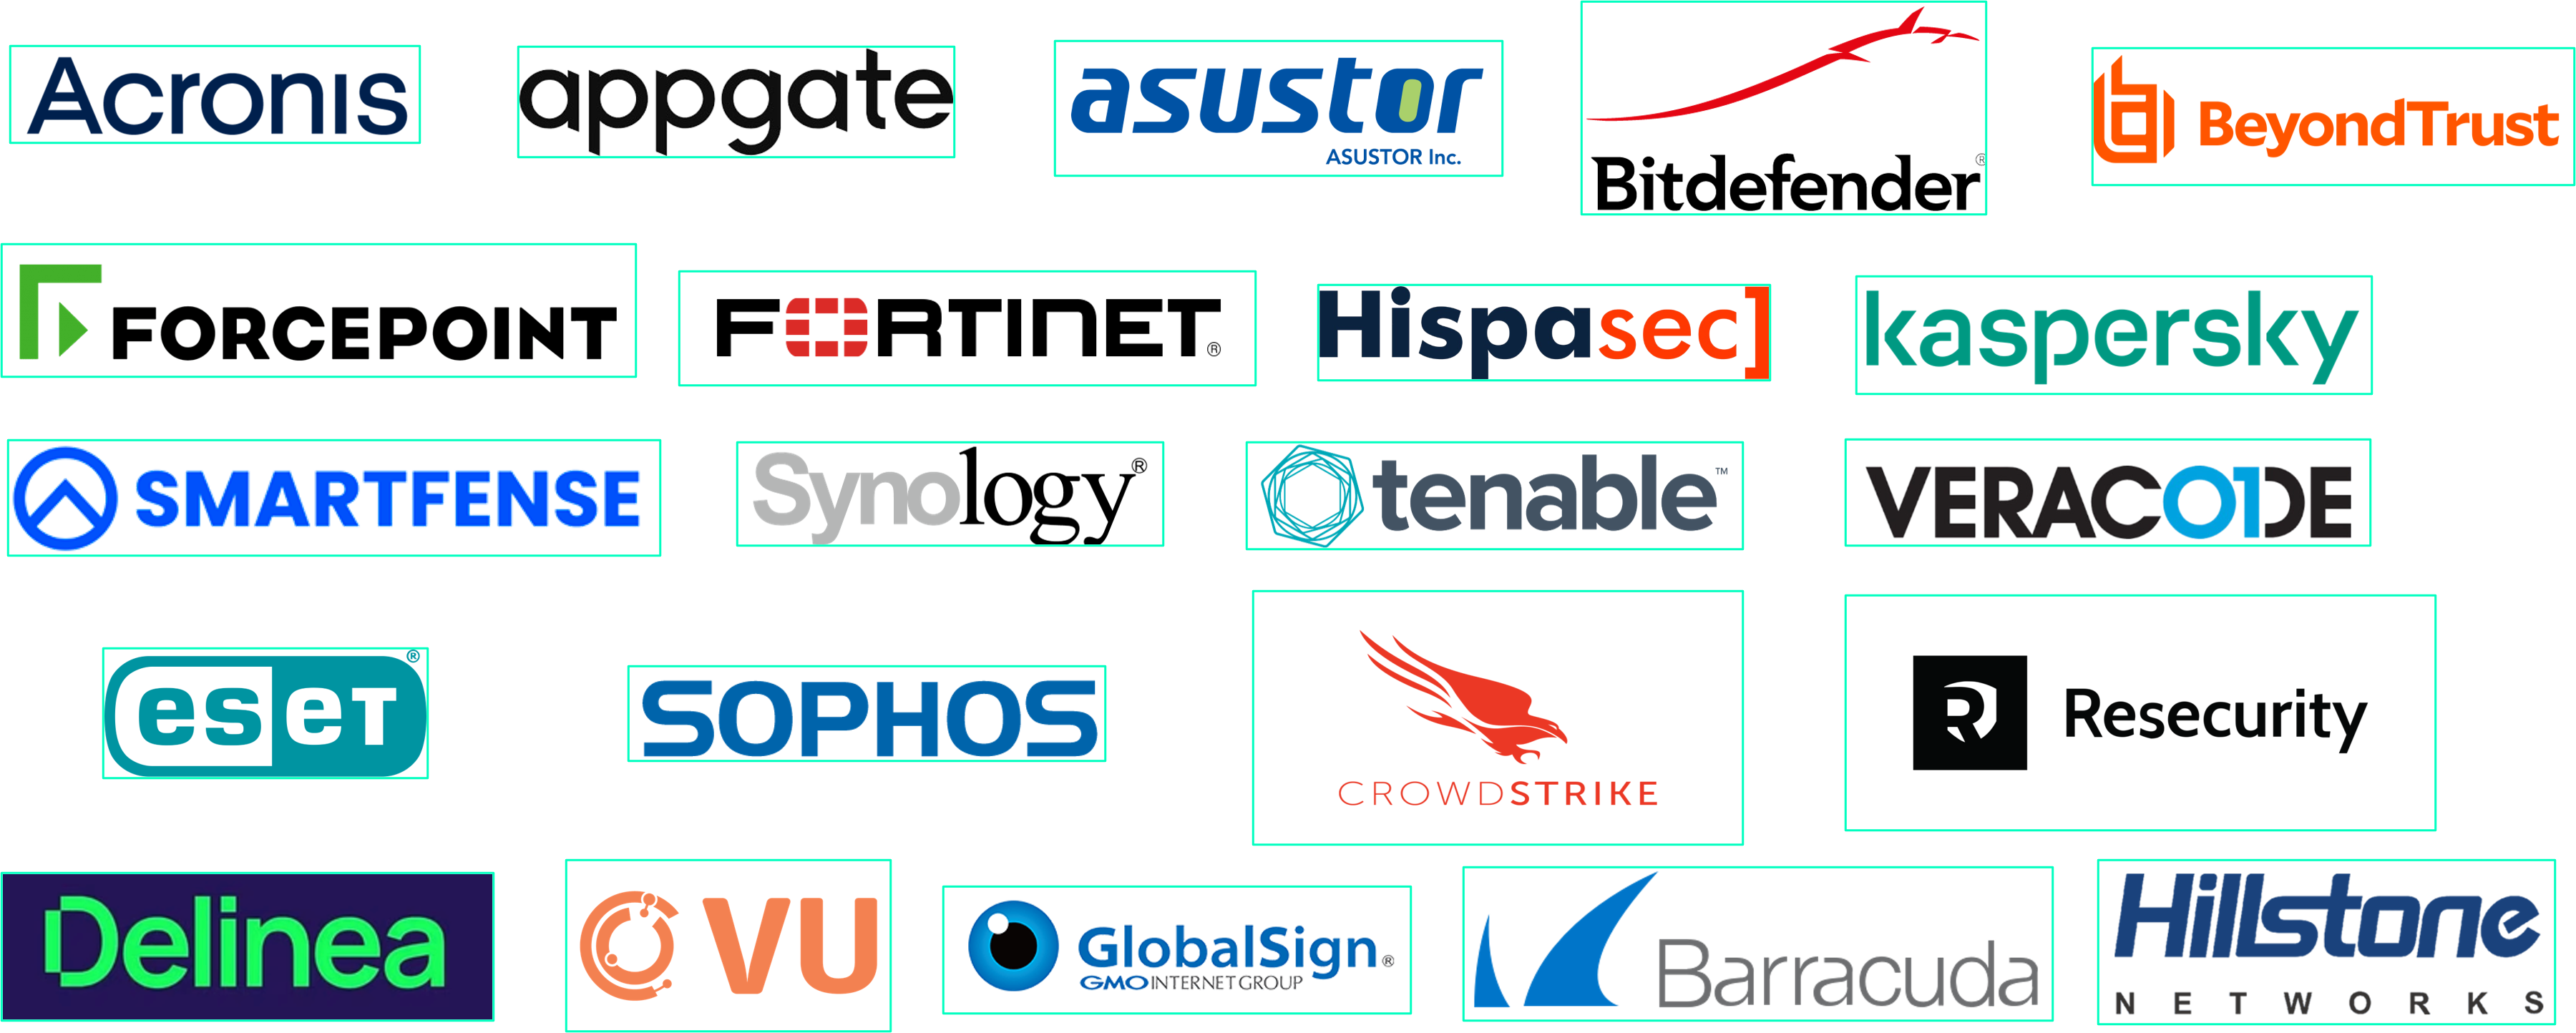 Acronis
appgate
asustor
ASUSTOR Inc.
Bitdefender®
BeyondTrust
FORCEPOINT
FORTINET®
Hispasec]
kaspersky
SMARTFENSE
Synology®
tenable™
VERACODE
eseT®
SOPHOS
CROWDSTRIKE
R Resecurity
Delinea
VU
GlobalSign®
GMO INTERNET GROUP
Barracuda
Hillstone
NETWORKS